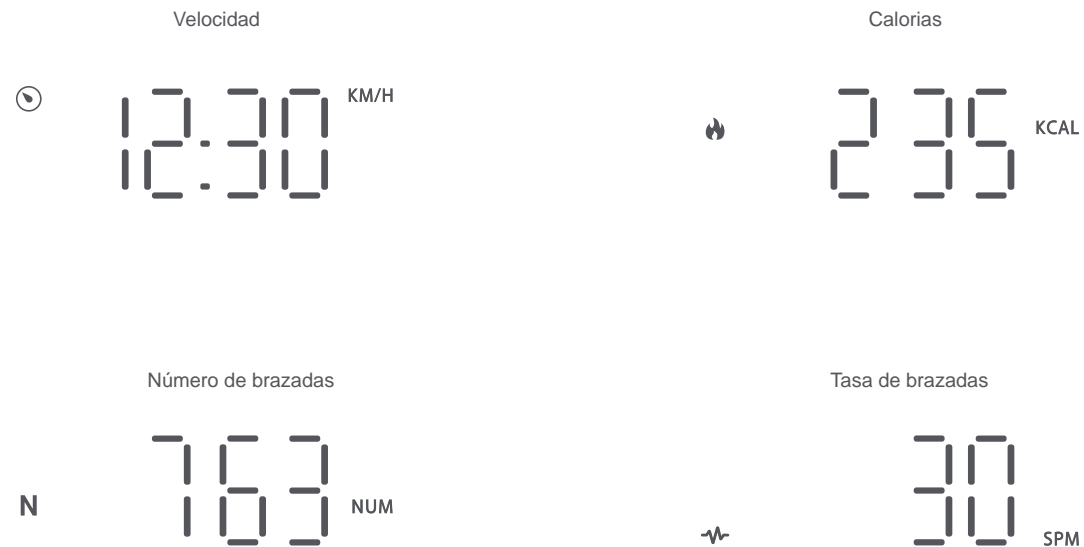 Velocidad
Calorias
12:30 KM/H
235 KCAL
Número de brazadas
Tasa de brazadas
N 763 NUM
30 SPM